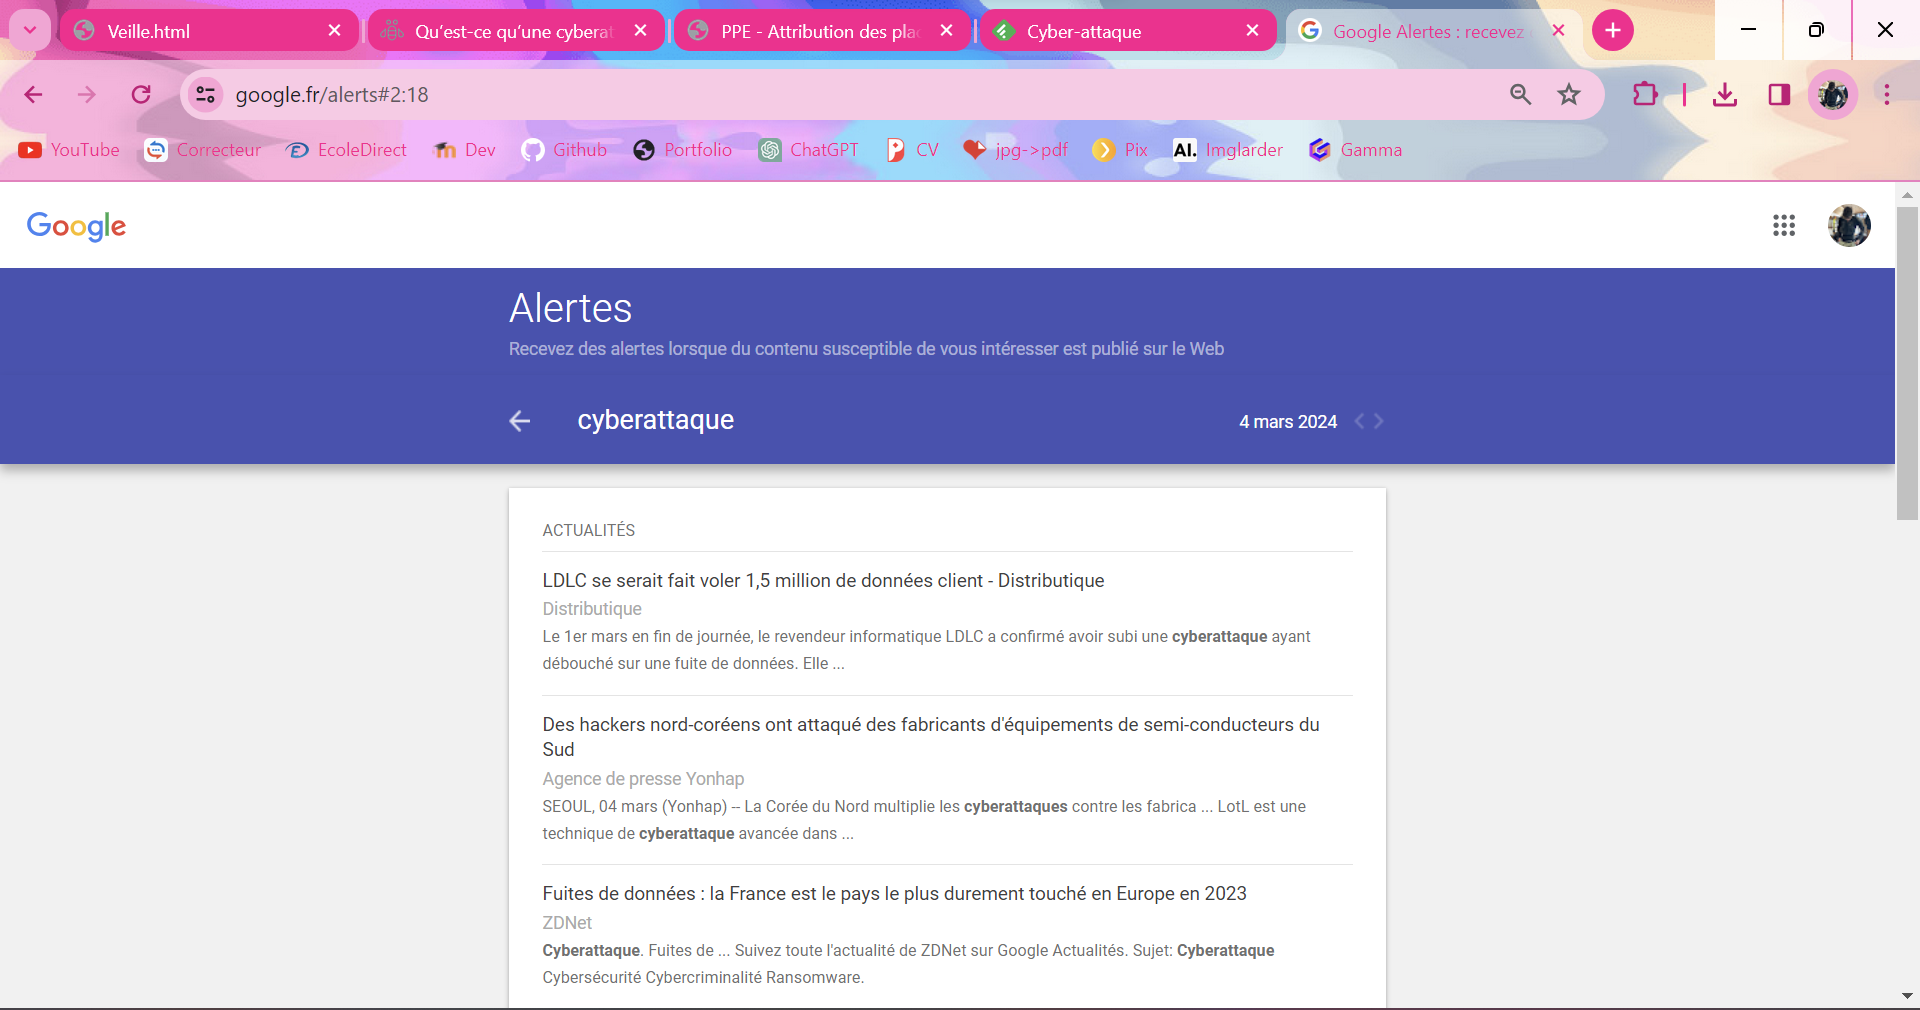 Veille.html
Qu'est-ce qu'une cyberat
PPE - Attribution des pla
Cyber-attaque
Google Alertes : recevez
google.fr/alerts#2:18
YouTube
Correcteur
EcoleDirect
Dev
Github
Portfolio
ChatGPT
CV
jpg->pdf
Pix
AI. Imglarder
Gamma
Google
Alertes
Recevez des alertes lorsque du contenu susceptible de vous intéresser est publié sur le Web
cyberattaque
4 mars 2024
ACTUALITÉS
LDLC se serait fait voler 1,5 million de données client - Distributique
Distributique
Le 1er mars en fin de journée, le revendeur informatique LDLC a confirmé avoir subi une cyberattaque ayant
débouché sur une fuite de données. Elle ...
Des hackers nord-coréens ont attaqué des fabricants d'équipements de semi-conducteurs du
Sud
Agence de presse Yonhap
SEOUL, 04 mars (Yonhap) -- La Corée du Nord multiplie les cyberattaques contre les fabrica ... LotL est une
technique de cyberattaque avancée dans ...
Fuites de données : la France est le pays le plus durement touché en Europe en 2023
ZDNet
Cyberattaque. Fuites de ... Suivez toute l'actualité de ZDNet sur Google Actualités. Sujet: Cyberattaque
Cybersécurité Cybercriminalité Ransomware.